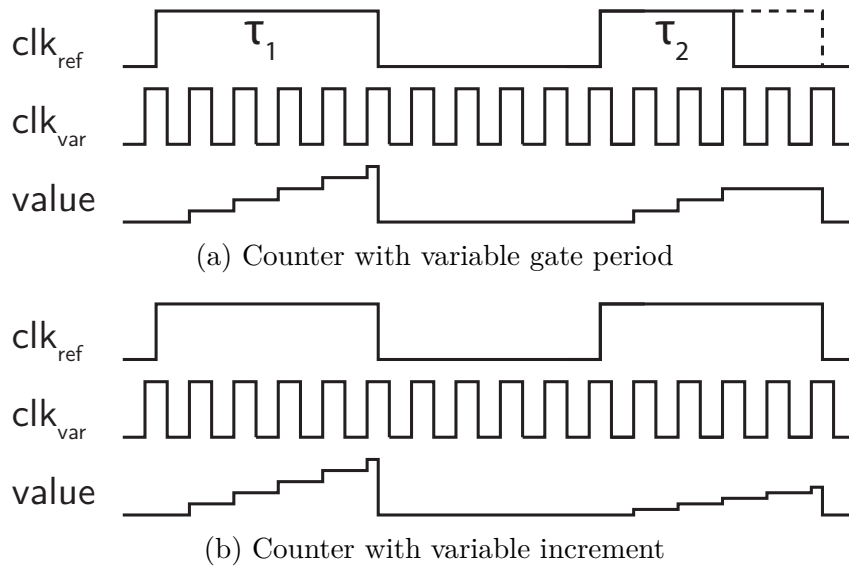 clk_ref τ_1 τ_2
clk_var
value
(a) Counter with variable gate period
clk_ref
clk_var
value
(b) Counter with variable increment